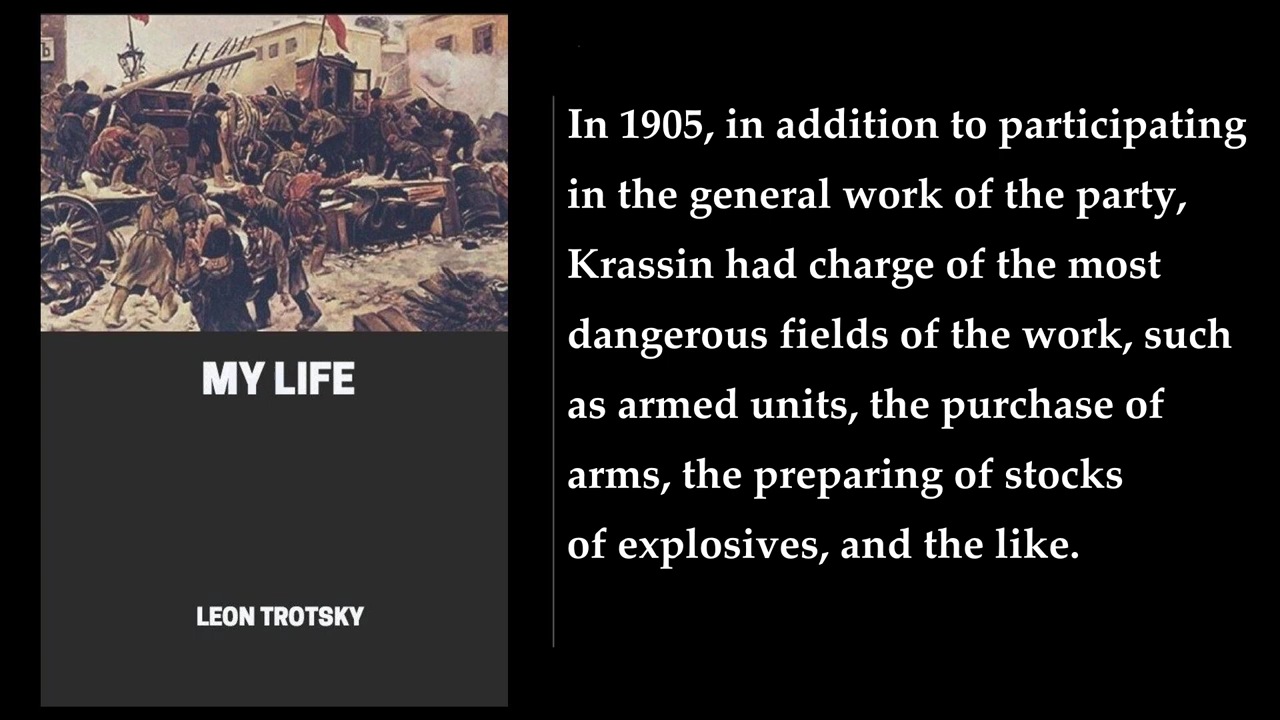 MY LIFE
LEON TROTSKY
In 1905, in addition to participating
in the general work of the party,
Krassin had charge of the most
dangerous fields of the work, such
as armed units, the purchase of
arms, the preparing of stocks
of explosives, and the like.